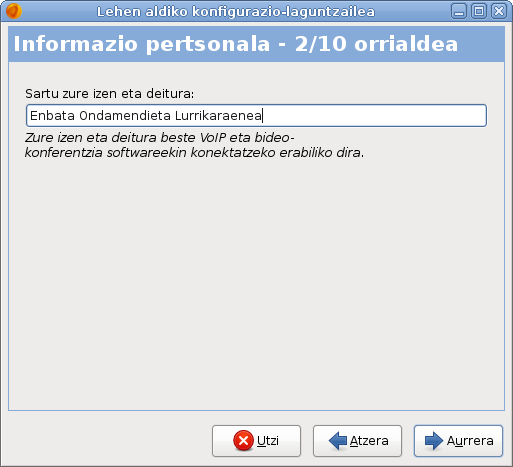 Lehen aldiko konfigurazio-laguntzailea
Informazio pertsonala - 2/10 orrialdea
Sartu zure izen eta deitura:
Enbata Ondamendieta Lurrikaraenea
Zure izen eta deitura beste VoIP eta bideo-
konferentzia softwareekin konektatzeko erabiliko dira.
Utzi Atzera Aurrera